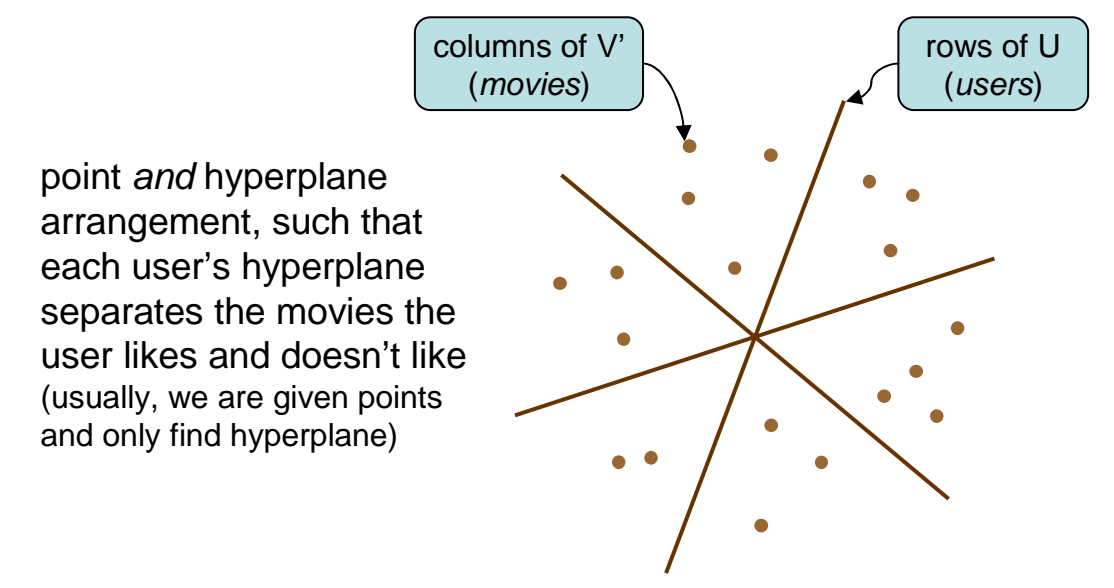 columns of V’
(movies)
rows of U
(users)
point and hyperplane
arrangement, such that
each user’s hyperplane
separates the movies the
user likes and doesn’t like
(usually, we are given points
and only find hyperplane)